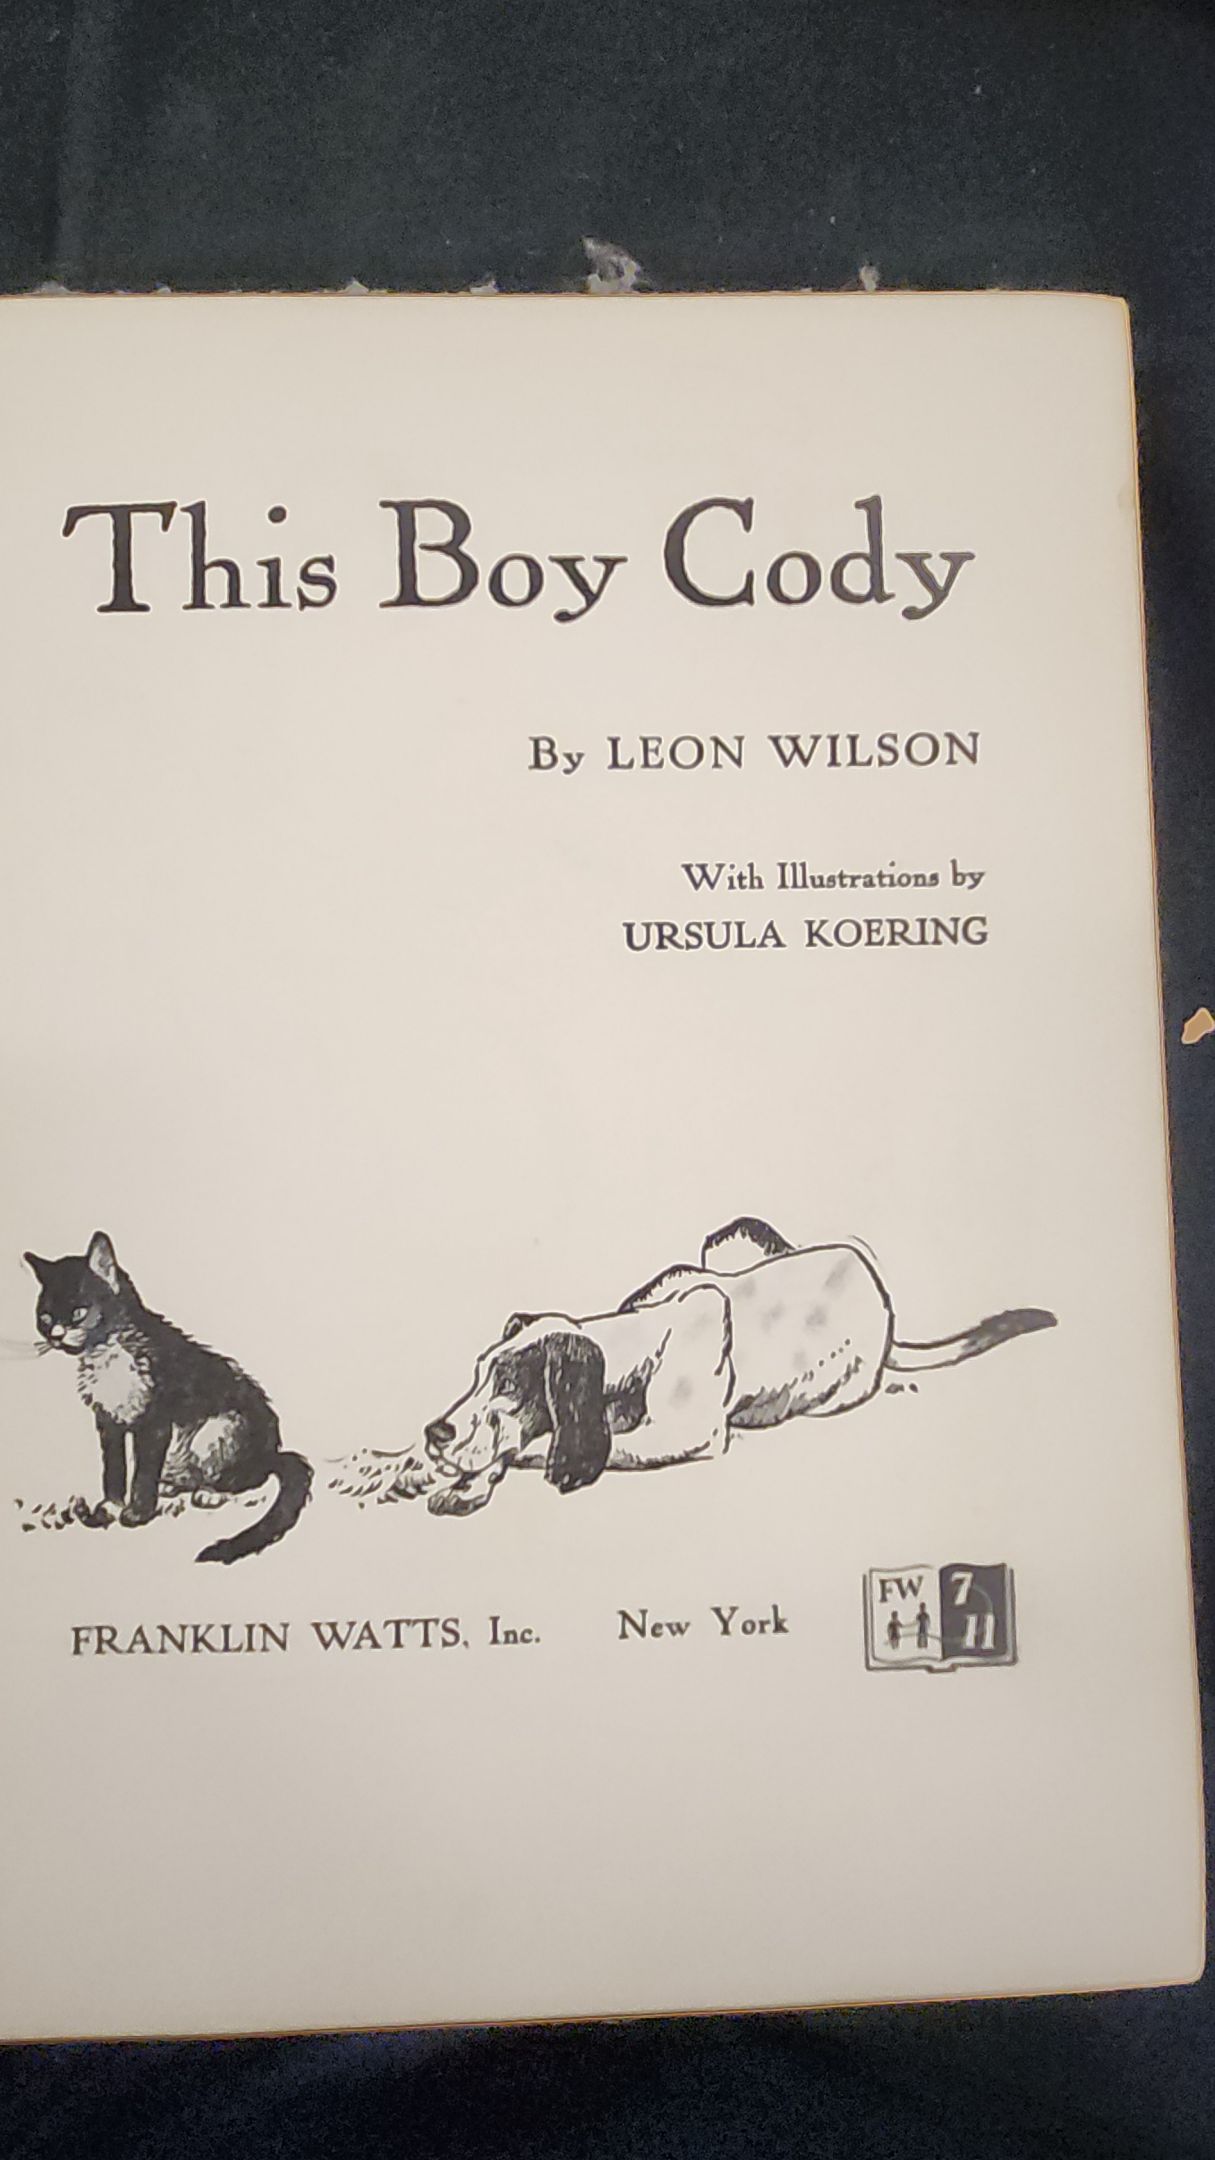 This Boy Cody
By LEON WILSON
With Illustrations by
URSULA KOERING
FRANKLIN WATTS, Inc. New York
FW 7
11